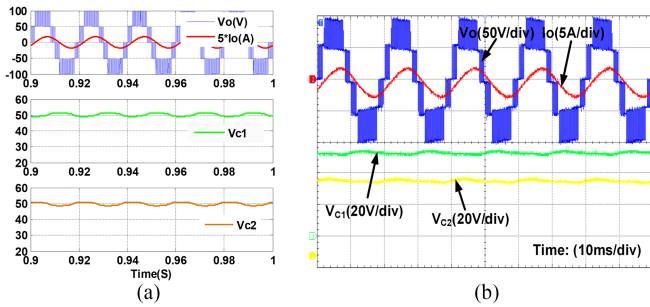 100
50
0
-50
-100
Vo(V)
5*Io(A)
0.9 0.92 0.94 0.96 0.98 1
60
50
40
30
20
Vc1
0.9 0.92 0.94 0.96 0.98 1
60
50
40
30
20
Vc2
0.9 0.92 0.94 0.96 0.98 1
Time(S)
(a)
Vo(50V/div) Io(5A/div)
VC1(20V/div)
VC2(20V/div)
Time: (10ms/div)
(b)